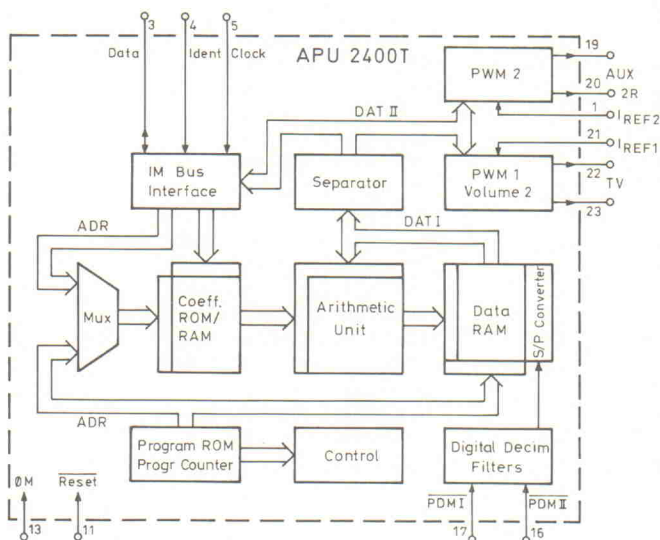 3
4
5
19
Data
Ident
Clock
APU 2400T
PWM 2
AUX
20
2R
1
I REF2
DAT II
21
I REF1
IM Bus
Interface
Separator
PWM 1
Volume 2
22
TV
23
ADR
DAT I
Mux
Coeff.
ROM/
RAM
Arithmetic
Unit
Data
RAM
S/P Converter
ADR
Program ROM
Progr Counter
Control
Digital Decim
Filters
ØM
Reset
PDM I
PDM II
13
11
17
16